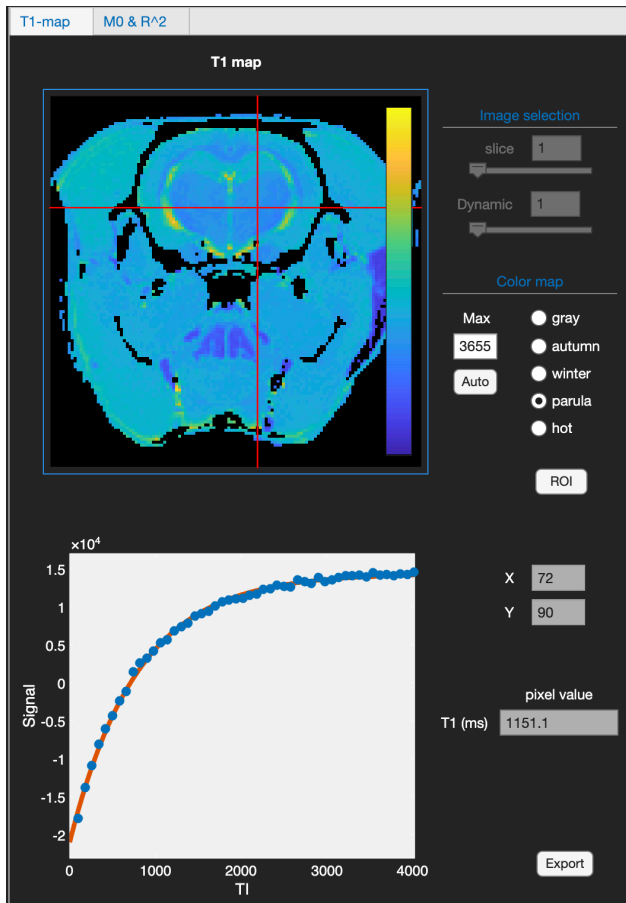 T1-map
M0 & R^2
T1 map
Image selection
slice
1
Dynamic
1
Color map
Max
3655
Auto
gray
autumn
winter
parula
hot
ROI
×10⁴
1.5
1
0.5
0
-0.5
-1
-1.5
-2
Signal
0 1000 2000 3000 4000
TI
X 72
Y 90
pixel value
T1 (ms) 1151.1
Export